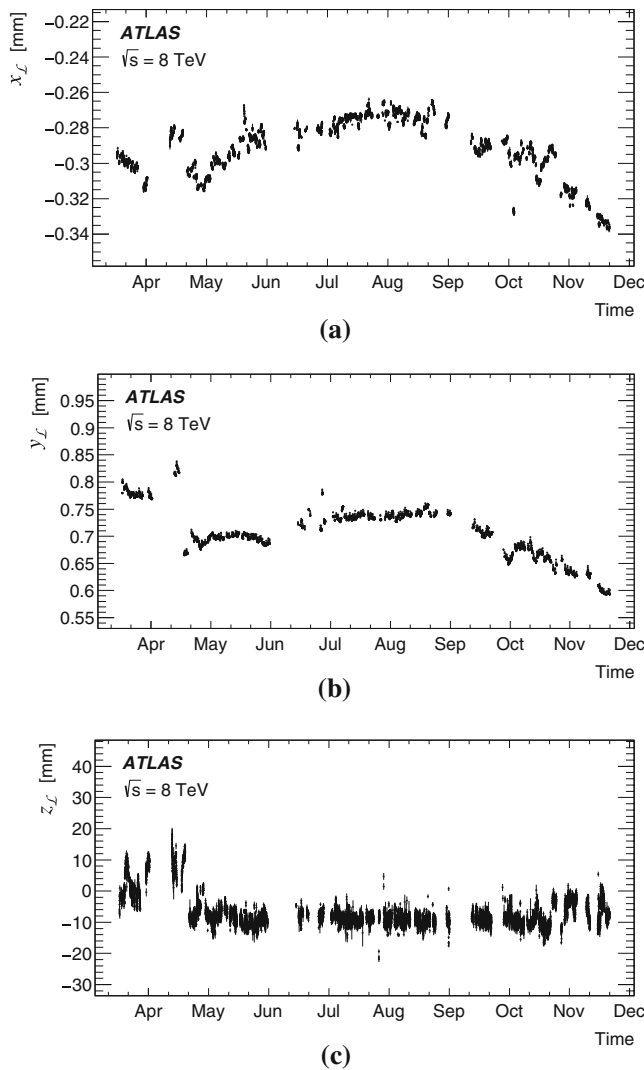 x_ℒ [mm]
−0.22
−0.24
−0.26
−0.28
−0.3
−0.32
−0.34
ATLAS
√s = 8 TeV
Apr May Jun Jul Aug Sep Oct Nov Dec
Time
(a)
y_ℒ [mm]
0.95
0.9
0.85
0.8
0.75
0.7
0.65
0.6
0.55
ATLAS
√s = 8 TeV
Apr May Jun Jul Aug Sep Oct Nov Dec
Time
(b)
z_ℒ [mm]
40
30
20
10
0
−10
−20
−30
ATLAS
√s = 8 TeV
Apr May Jun Jul Aug Sep Oct Nov Dec
Time
(c)